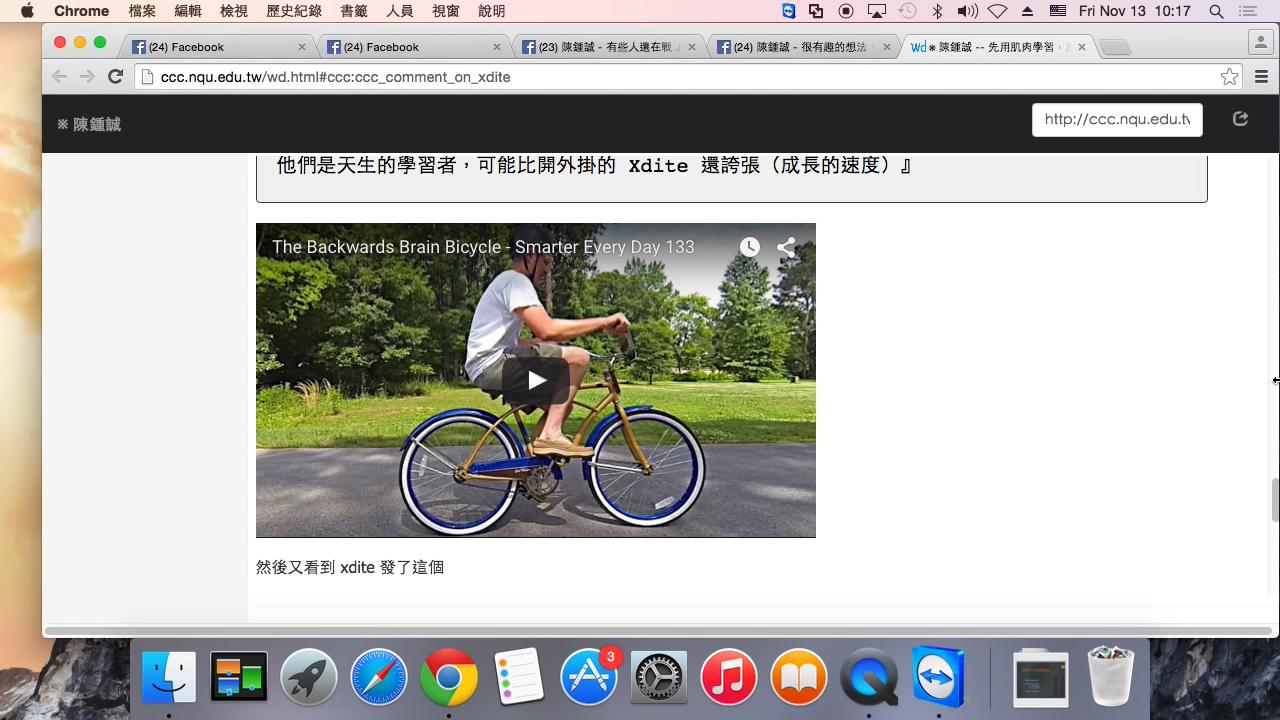 Chrome 檔案 編輯 檢視 歷史紀錄 書籤 人員 視窗 說明 Fri Nov 13 10:17
(24) Facebook (24) Facebook (23) 陳鍾誠 - 有些人還在戰 (24) 陳鍾誠 - 很有趣的想法 Wd ※ 陳鍾誠 -- 先用肌肉學習，
ccc.nqu.edu.tw/wd.html#ccc:ccc_comment_on_xdite
※ 陳鍾誠 http://ccc.nqu.edu.tv
他們是天生的學習者，可能比開外掛的 Xdite 還誇張（成長的速度）』
The Backwards Brain Bicycle - Smarter Every Day 133
然後又看到 xdite 發了這個
3